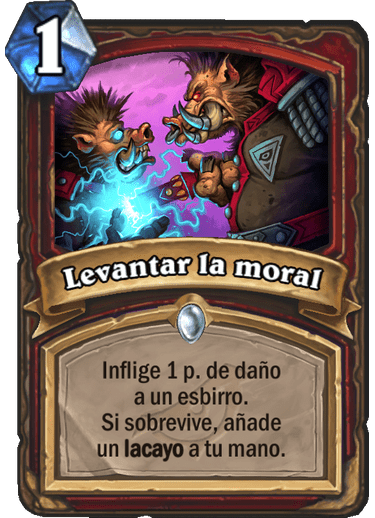 1
Levantar la moral
Inflige 1 p. de daño
a un esbirro.
Si sobrevive, añade
un lacayo a tu mano.